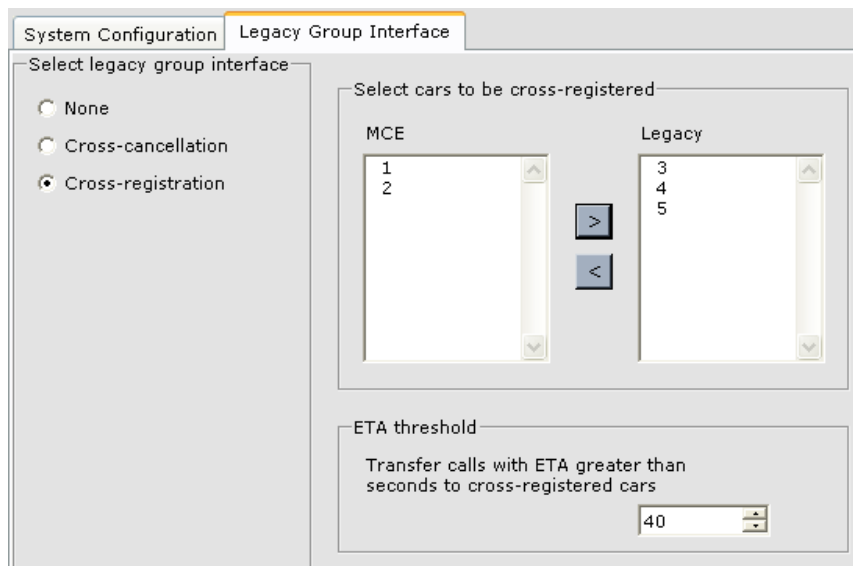 System Configuration
Legacy Group Interface
Select legacy group interface
None
Cross-cancellation
Cross-registration
Select cars to be cross-registered
MCE
Legacy
1
2
>
<
3
4
5
ETA threshold
Transfer calls with ETA greater than
seconds to cross-registered cars
40